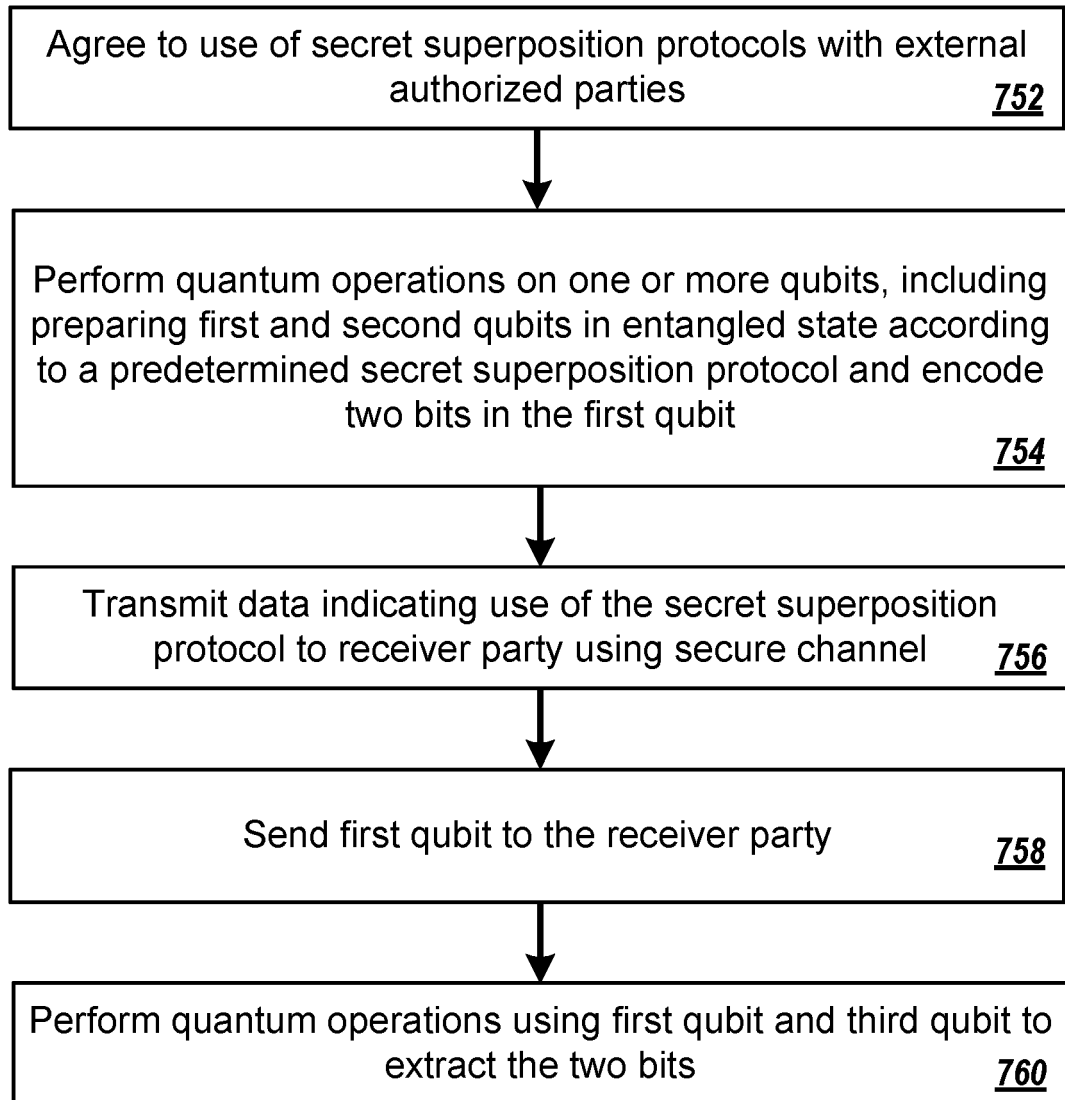 Agree to use of secret superposition protocols with external
authorized parties
752
Perform quantum operations on one or more qubits, including
preparing first and second qubits in entangled state according
to a predetermined secret superposition protocol and encode
two bits in the first qubit
754
Transmit data indicating use of the secret superposition
protocol to receiver party using secure channel
756
Send first qubit to the receiver party
758
Perform quantum operations using first qubit and third qubit to
extract the two bits
760